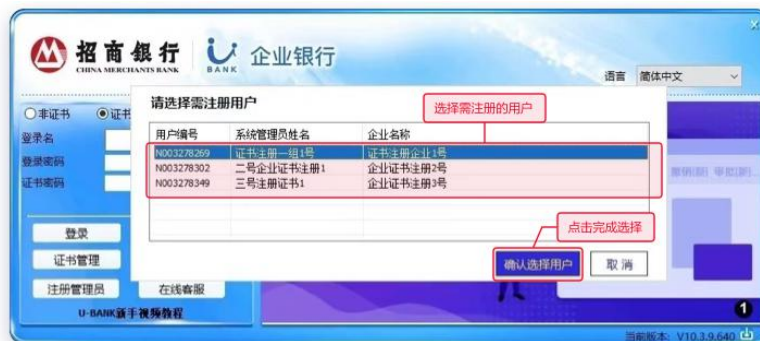 招商银行
CHINA MERCHANTS BANK
BANK
企业银行
语言 简体中文
请选择需注册用户
选择需注册的用户
用户编号 系统管理员姓名 企业名称
N003278269 证书注册一组1号 证书注册企业1号
N003278302 二号企业证书注册1 企业证书注册2号
N003278349 三号注册证书1 企业证书注册3号
点击完成选择
确认选择用户 取消
非证书 证书
登录名
登录密码
证书密码
登录
证书管理
注册管理员 在线客服
U-BANK新手视频教程
1
当前版本: V10.3.9.640